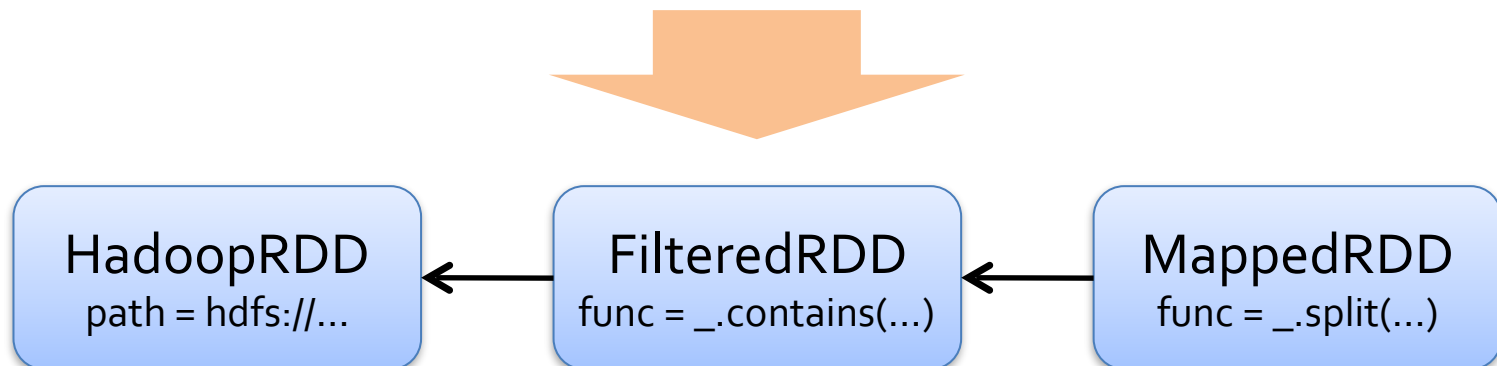 HadoopRDD
path = hdfs://…
FilteredRDD
func = _.contains(...)
MappedRDD
func = _.split(…)